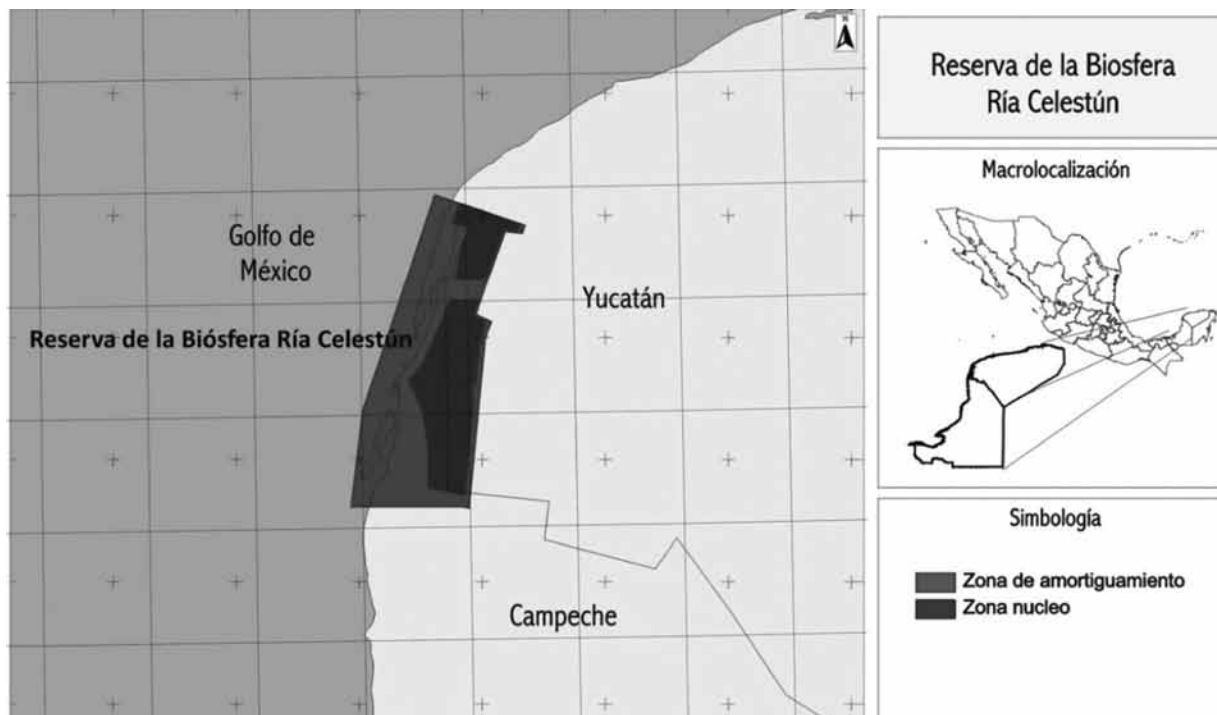 N
Golfo de
México
Reserva de la Biósfera Ría Celestún
Yucatán
Campeche
Reserva de la Biosfera
Ría Celestún
Macrolocalización
Simbología
Zona de amortiguamiento
Zona nucleo